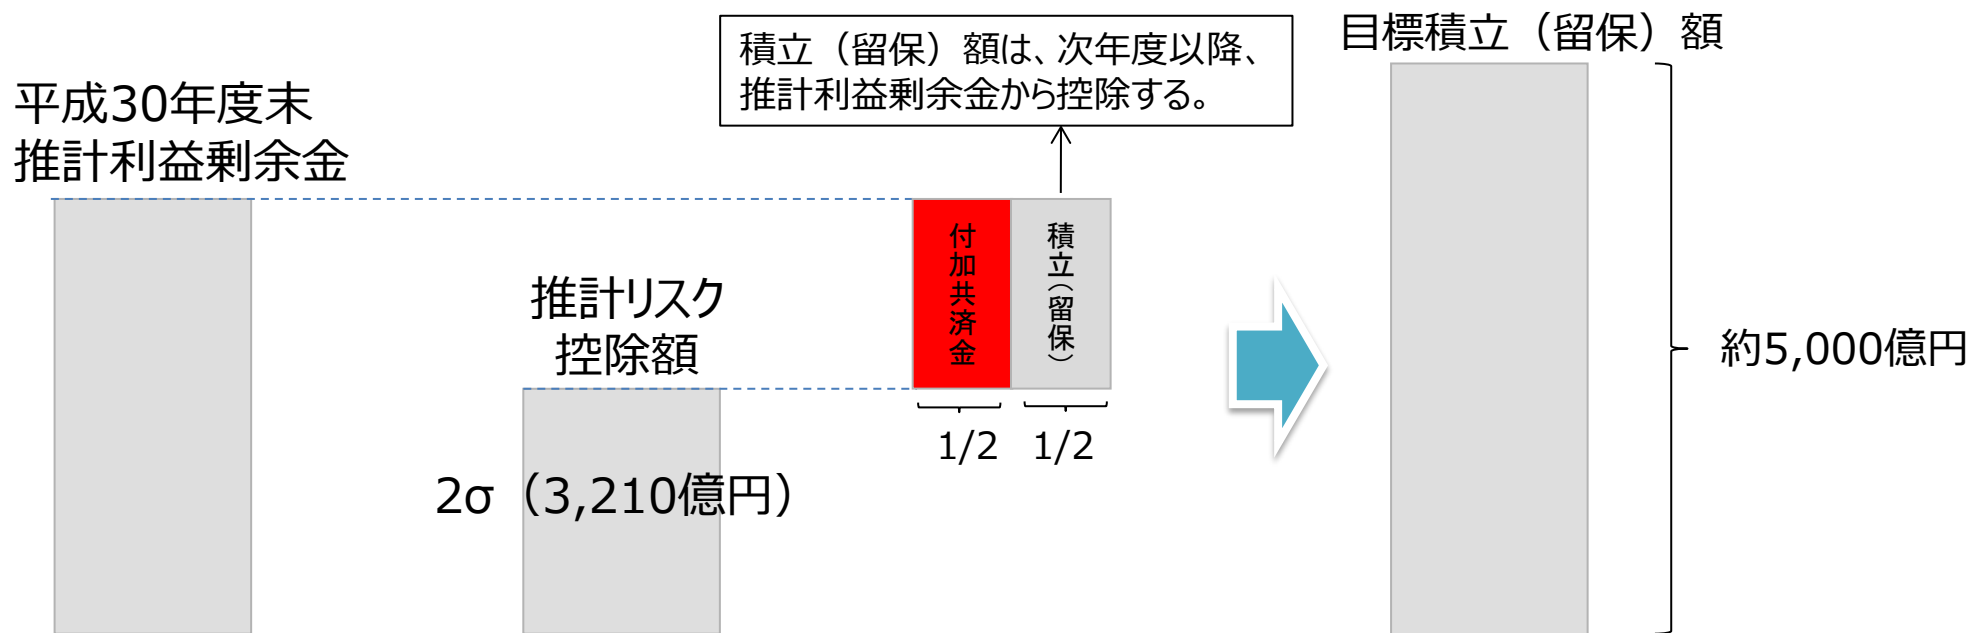 平成30年度末
推計利益剰余金
推計リスク
控除額
2σ（3,210億円）
積立（留保）額は、次年度以降、
推計利益剰余金から控除する。
付加共済金
積立（留保）
1/2
1/2
目標積立（留保）額
約5,000億円